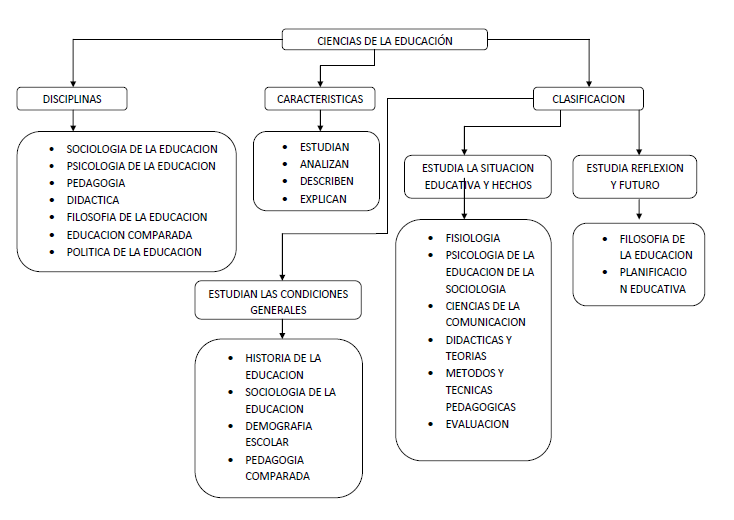 CIENCIAS DE LA EDUCACIÓN
DISCIPLINAS
CARACTERISTICAS
CLASIFICACION
• SOCIOLOGIA DE LA EDUCACION
• PSICOLOGIA DE LA EDUCACION
• PEDAGOGIA
• DIDACTICA
• FILOSOFIA DE LA EDUCACION
• EDUCACION COMPARADA
• POLITICA DE LA EDUCACION
• ESTUDIAN
• ANALIZAN
• DESCRIBEN
• EXPLICAN
ESTUDIA LA SITUACION
EDUCATIVA Y HECHOS
ESTUDIA REFLEXION
Y FUTURO
• FISIOLOGIA
• PSICOLOGIA DE LA
EDUCACION DE LA
SOCIOLOGIA
• CIENCIAS DE LA
COMUNICACION
• DIDACTICAS Y
TEORIAS
• METODOS Y
TECNICAS
PEDAGOGICAS
• EVALUACION
• FILOSOFIA DE
LA EDUCACION
• PLANIFICACIO
N EDUCATIVA
ESTUDIAN LAS CONDICIONES
GENERALES
• HISTORIA DE LA
EDUCACION
• SOCIOLOGIA DE LA
EDUCACION
• DEMOGRAFIA
ESCOLAR
• PEDAGOGIA
COMPARADA